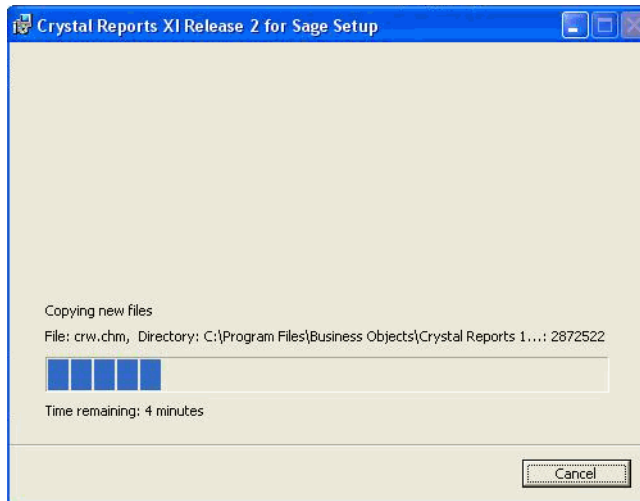 Crystal Reports XI Release 2 for Sage Setup
Copying new files
File: crw.chm, Directory: C:\Program Files\Business Objects\Crystal Reports 1...: 2872522
Time remaining: 4 minutes
Cancel